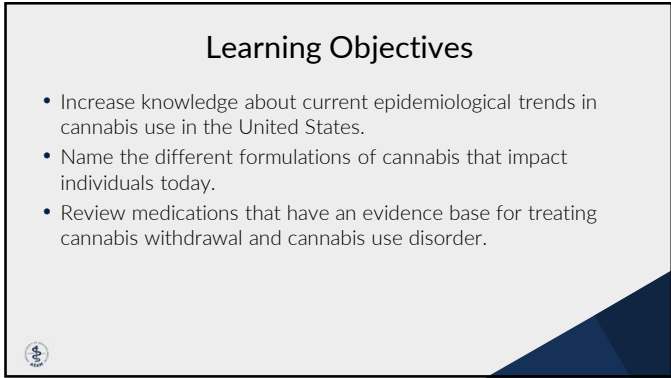 Learning Objectives
• Increase knowledge about current epidemiological trends in
cannabis use in the United States.
• Name the different formulations of cannabis that impact
individuals today.
• Review medications that have an evidence base for treating
cannabis withdrawal and cannabis use disorder.
ASAM